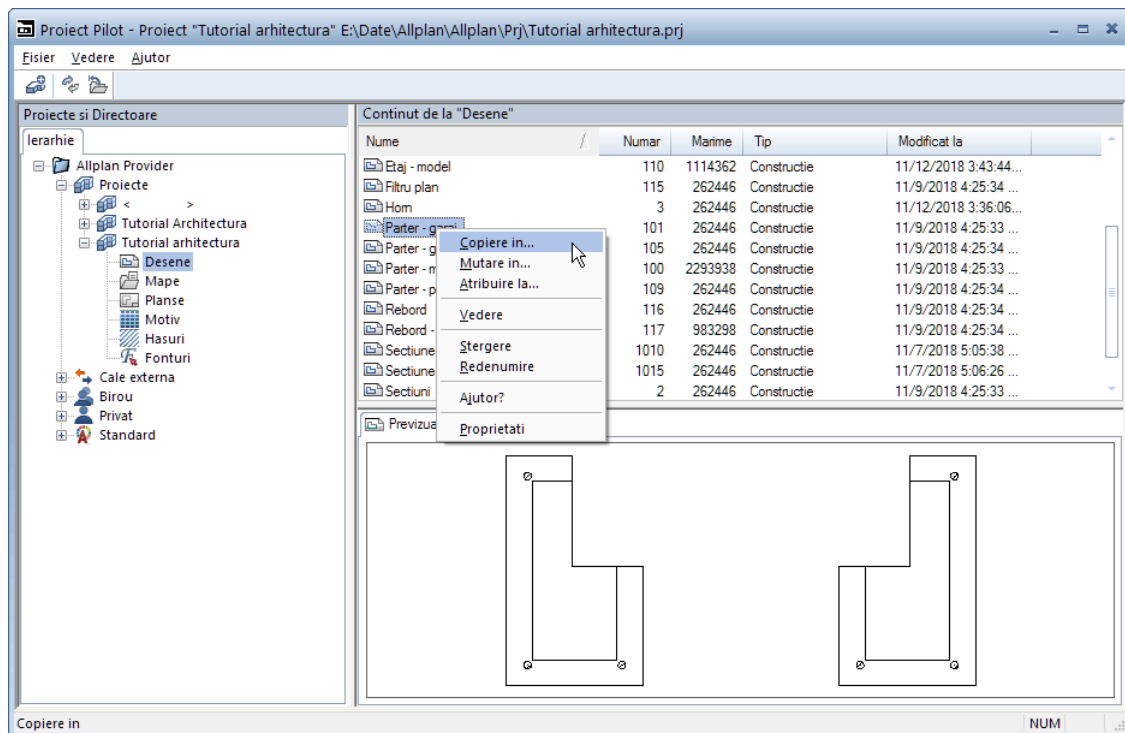 Proiect Pilot - Proiect "Tutorial arhitectura" E:\Date\Allplan\Allplan\Prj\Tutorial arhitectura.prj
Fisier Vedere Ajutor
Proiecte si Directoare
Ierarhie
Allplan Provider
Proiecte
< >
Tutorial Architectura
Tutorial arhitectura
Desene
Mape
Planse
Motiv
Hasuri
Fonturi
Cale externa
Birou
Privat
Standard
Continut de la "Desene"
Nume Numar Marime Tip Modificat la
Etaj - model 110 1114362 Constructie 11/12/2018 3:43:44...
Filtru plan 115 262446 Constructie 11/9/2018 4:25:34 ...
Horn 3 262446 Constructie 11/12/2018 3:36:06...
Parter - garaj 101 262446 Constructie 11/9/2018 4:25:33 ...
Parter - g 105 262446 Constructie 11/9/2018 4:25:34 ...
Parter - m 100 2293938 Constructie 11/9/2018 4:25:33 ...
Parter - p 109 262446 Constructie 11/9/2018 4:25:34 ...
Rebord 116 262446 Constructie 11/9/2018 4:25:34 ...
Rebord - 117 983298 Constructie 11/9/2018 4:25:34 ...
Sectiune 1010 262446 Constructie 11/7/2018 5:05:38 ...
Sectiune 1015 262446 Constructie 11/7/2018 5:06:26 ...
Sectiuni 2 262446 Constructie 11/9/2018 4:25:33 ...
Copiere in...
Mutare in...
Atribuire la...
Vedere
Stergere
Redenumire
Ajutor?
Proprietati
Previzua
Copiere in NUM